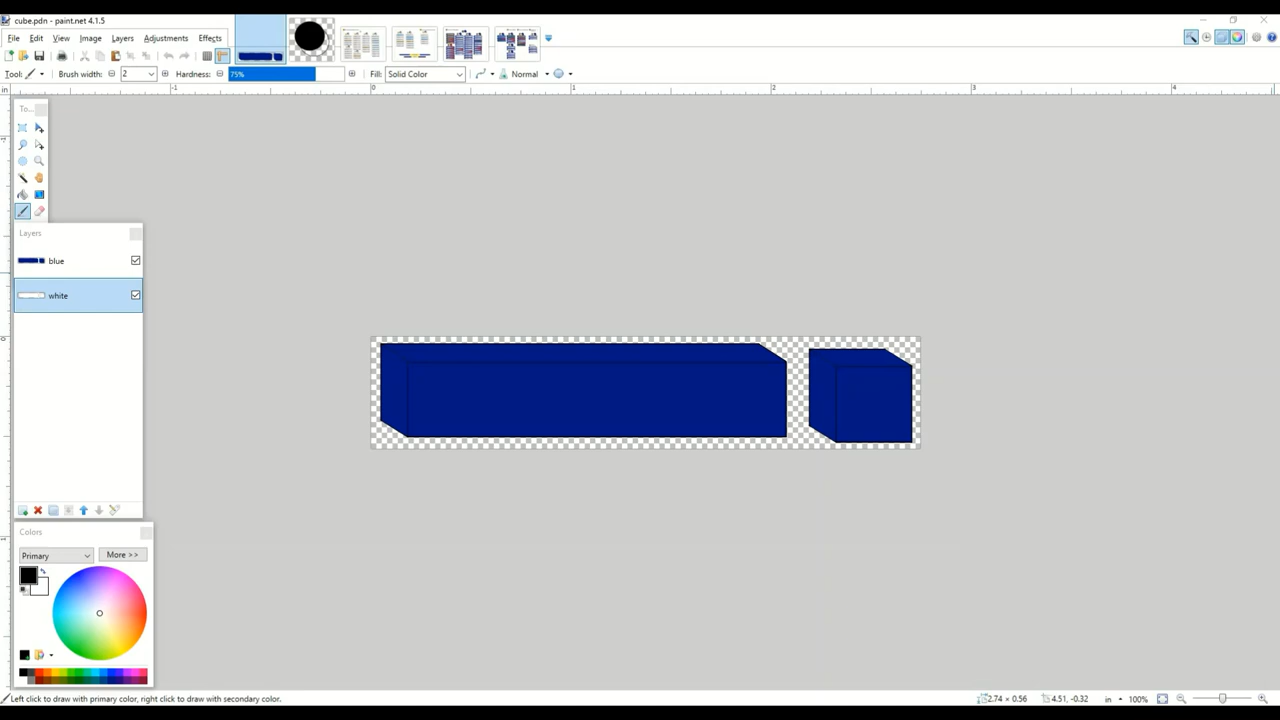 cube.pdn - paint.net 4.1.5
File Edit View Image Layers Adjustments Effects
Tool: Brush width: 2 Hardness: 75% Fill: Solid Color Normal
in -1 0 1 2 3 4
To...
Layers
blue
white
Colors
Primary More >>
Left click to draw with primary color, right click to draw with secondary color. 2.74 × 0.56 4.51, -0.32 in 100%